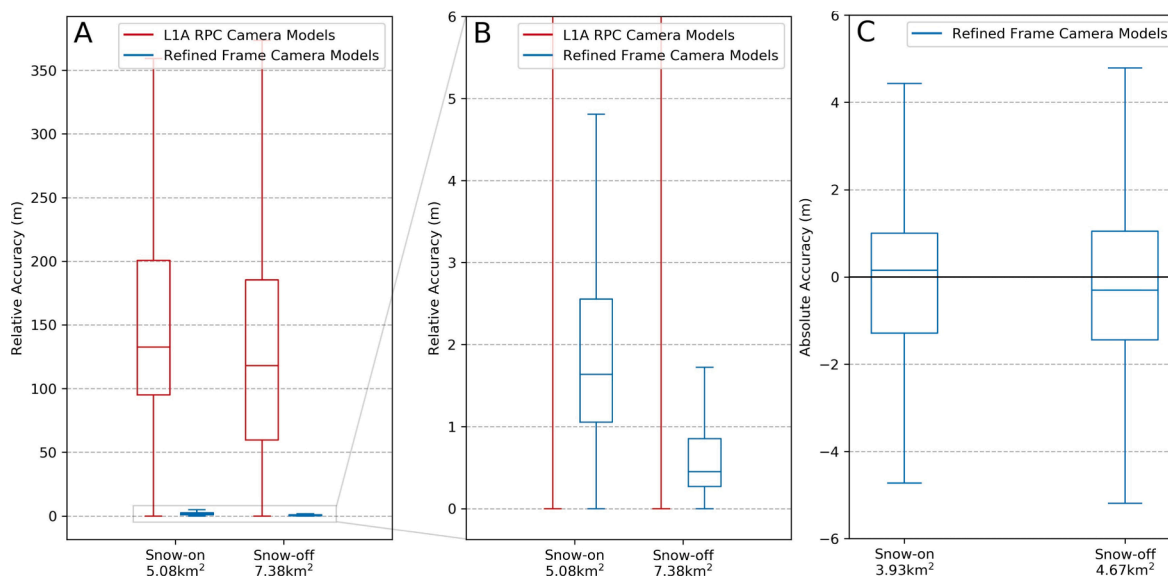 A
L1A RPC Camera Models
Refined Frame Camera Models
Relative Accuracy (m)
350
300
250
200
150
100
50
0
Snow-on
5.08km²
Snow-off
7.38km²
B
L1A RPC Camera Models
Refined Frame Camera Models
Relative Accuracy (m)
6
5
4
3
2
1
0
Snow-on
5.08km²
Snow-off
7.38km²
C
Refined Frame Camera Models
Absolute Accuracy (m)
6
4
2
0
−2
−4
−6
Snow-on
3.93km²
Snow-off
4.67km²